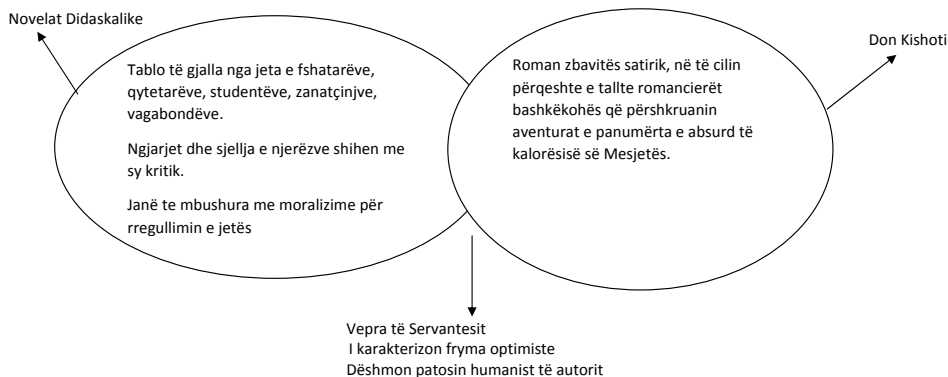 Novelat Didaskalike
Don Kishoti
Tablo të gjalla nga jeta e fshatarëve,
qytetarëve, studentëve, zanatçinjve,
vagabondëve.
Ngjarjet dhe sjellja e njerëzve shihen me
sy kritik.
Janë te mbushura me moralizime për
rregullimin e jetës
Roman zbavitës satirik, në të cilin
përqeshte e tallte romancierët
bashkëkohës që përshkruanin
aventurat e panumërta e absurd të
kalorësisë së Mesjetës.
Vepra të Servantesit
I karakterizon fryma optimiste
Dëshmon patosin humanist të autorit